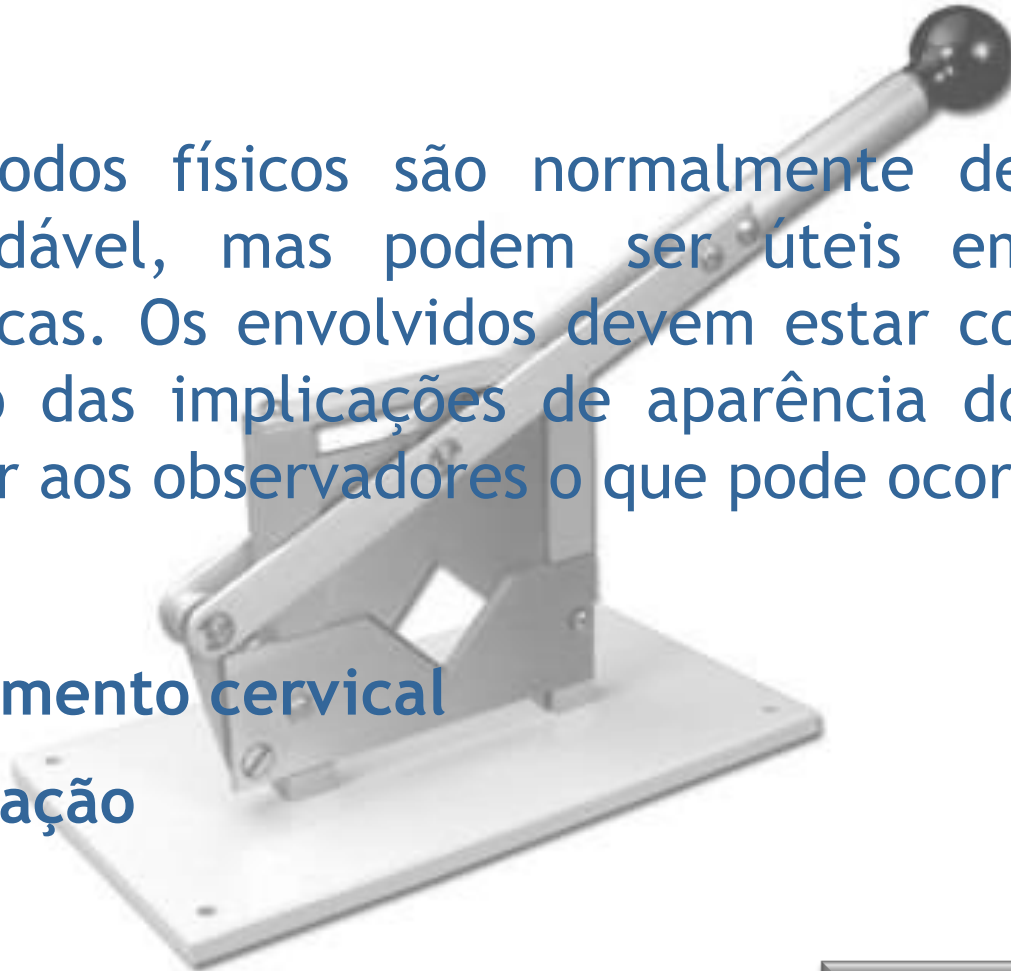 odos físicos são normalmente de
dável, mas podem ser úteis em
cas. Os envolvidos devem estar co
o das implicações de aparência do
r aos observadores o que pode ocor
mento cervical
ação